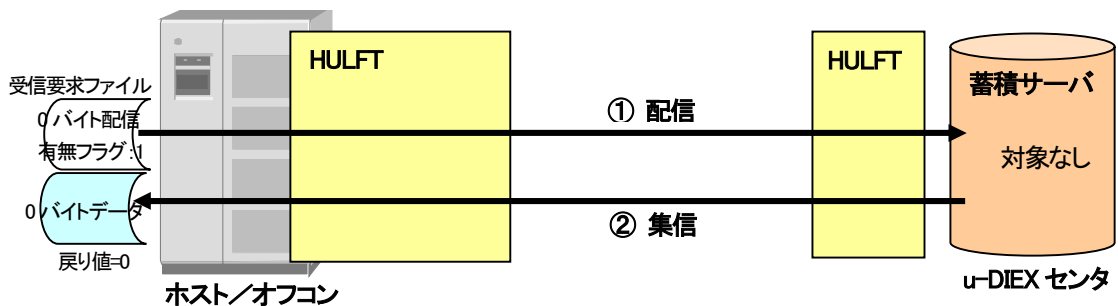 受信要求ファイル
0 バイト配信
有無フラグ:1
0 バイトデータ
戻り値=0
ホスト/オフコン
HULFT
① 配信
② 集信
HULFT
蓄積サーバ
対象なし
u-DIEX センタ